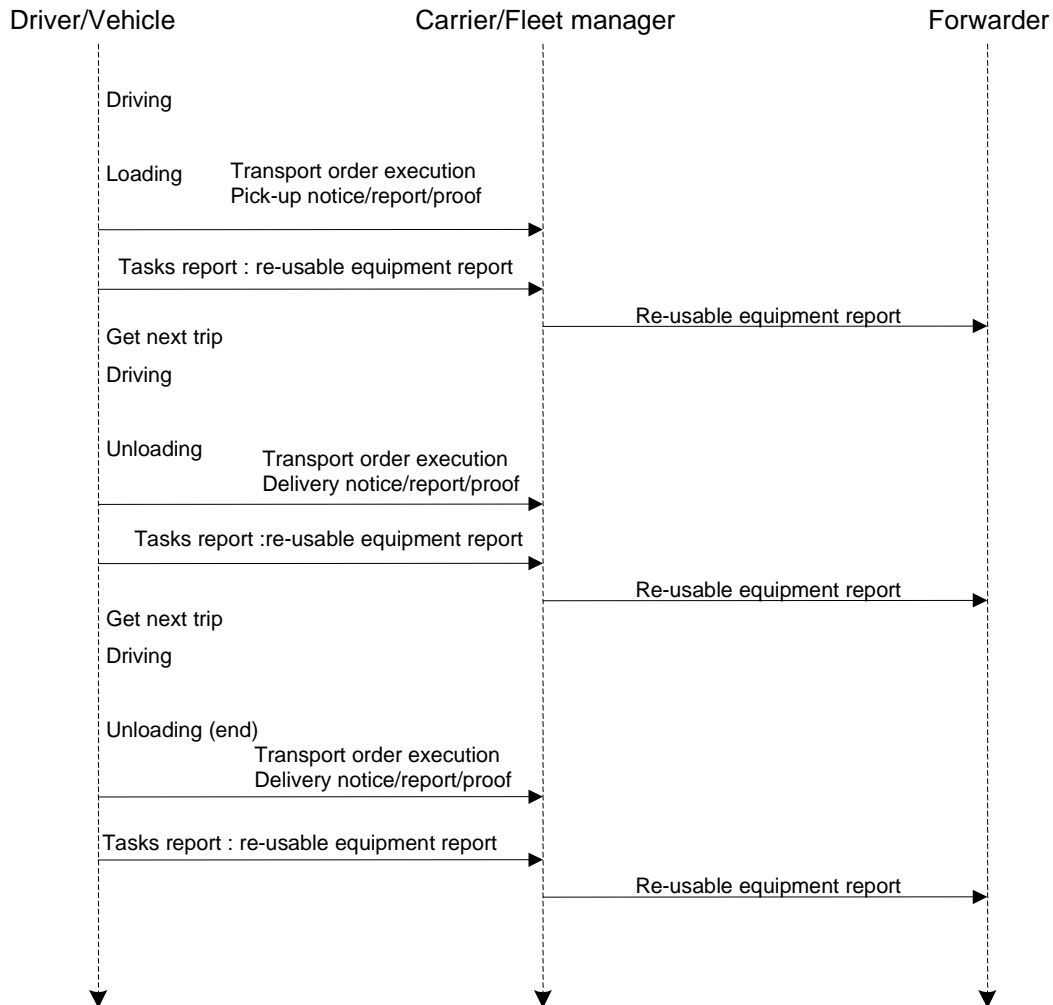 Driver/Vehicle
Carrier/Fleet manager
Forwarder
Driving
Loading
Transport order execution
Pick-up notice/report/proof
Tasks report : re-usable equipment report
Re-usable equipment report
Get next trip
Driving
Unloading
Transport order execution
Delivery notice/report/proof
Tasks report :re-usable equipment report
Re-usable equipment report
Get next trip
Driving
Unloading (end)
Transport order execution
Delivery notice/report/proof
Tasks report : re-usable equipment report
Re-usable equipment report